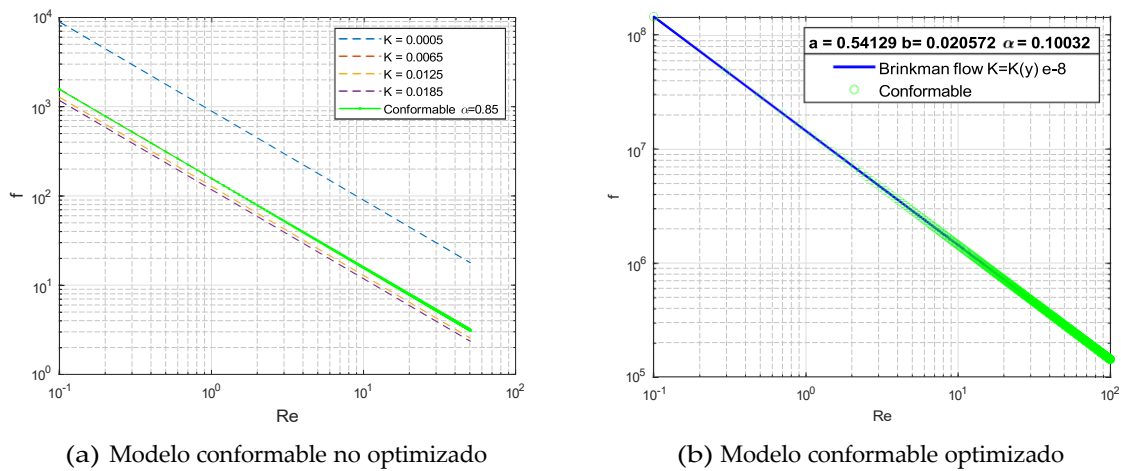 10^4
10^3
10^2
10^1
10^0
f
10^-1
10^0
10^1
10^2
Re
K = 0.0005
K = 0.0065
K = 0.0125
K = 0.0185
Conformable α=0.85
(a) Modelo conformable no optimizado
10^8
10^7
10^6
10^5
f
10^-1
10^0
10^1
10^2
Re
a = 0.54129 b= 0.020572 α = 0.10032
Brinkman flow K=K(y) e-8
Conformable
(b) Modelo conformable optimizado